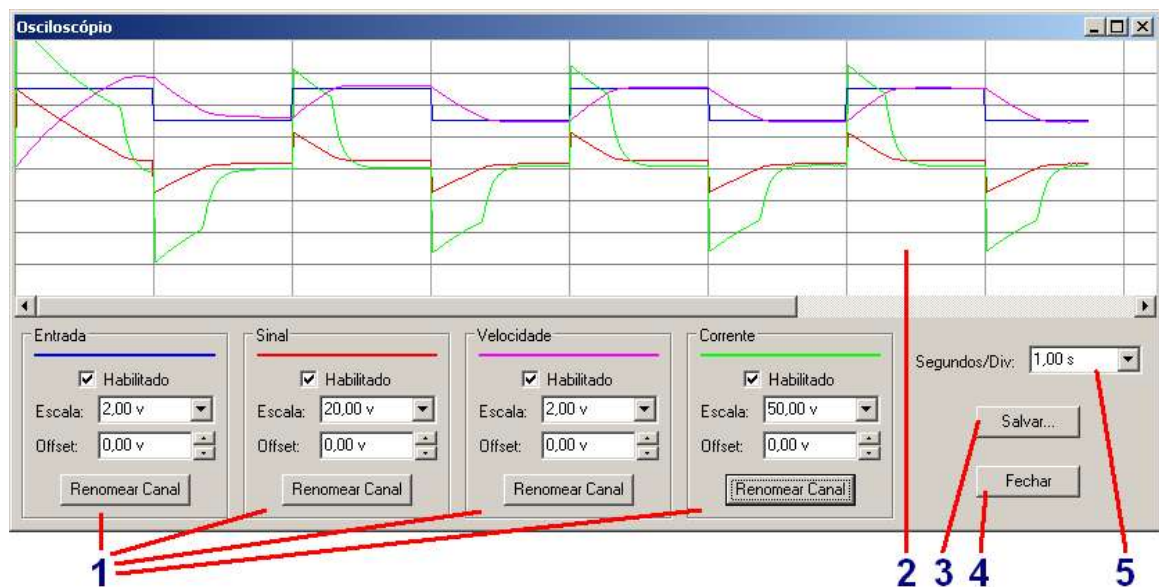 Osciloscópio
Entrada
Sinal
Velocidade
Corrente
Habilitado
Habilitado
Habilitado
Habilitado
Segundos/Div: 1,00 s
Escala: 2,00 v
Escala: 20,00 v
Escala: 2,00 v
Escala: 50,00 v
Offset: 0,00 v
Offset: 0,00 v
Offset: 0,00 v
Offset: 0,00 v
Salvar...
Renomear Canal
Renomear Canal
Renomear Canal
Renomear Canal
Fechar
1 2 3 4 5